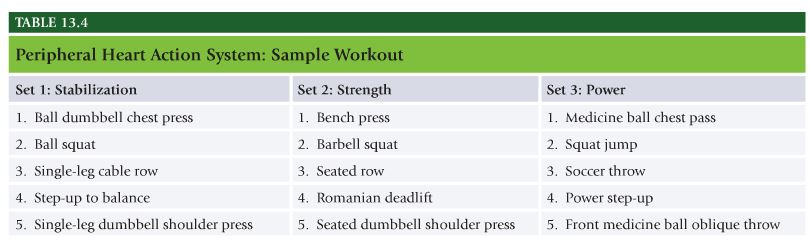 TABLE 13.4
Peripheral Heart Action System: Sample Workout
Set 1: Stabilization Set 2: Strength Set 3: Power
1. Ball dumbbell chest press 1. Bench press 1. Medicine ball chest pass
2. Ball squat 2. Barbell squat 2. Squat jump
3. Single-leg cable row 3. Seated row 3. Soccer throw
4. Step-up to balance 4. Romanian deadlift 4. Power step-up
5. Single-leg dumbbell shoulder press 5. Seated dumbbell shoulder press 5. Front medicine ball oblique throw